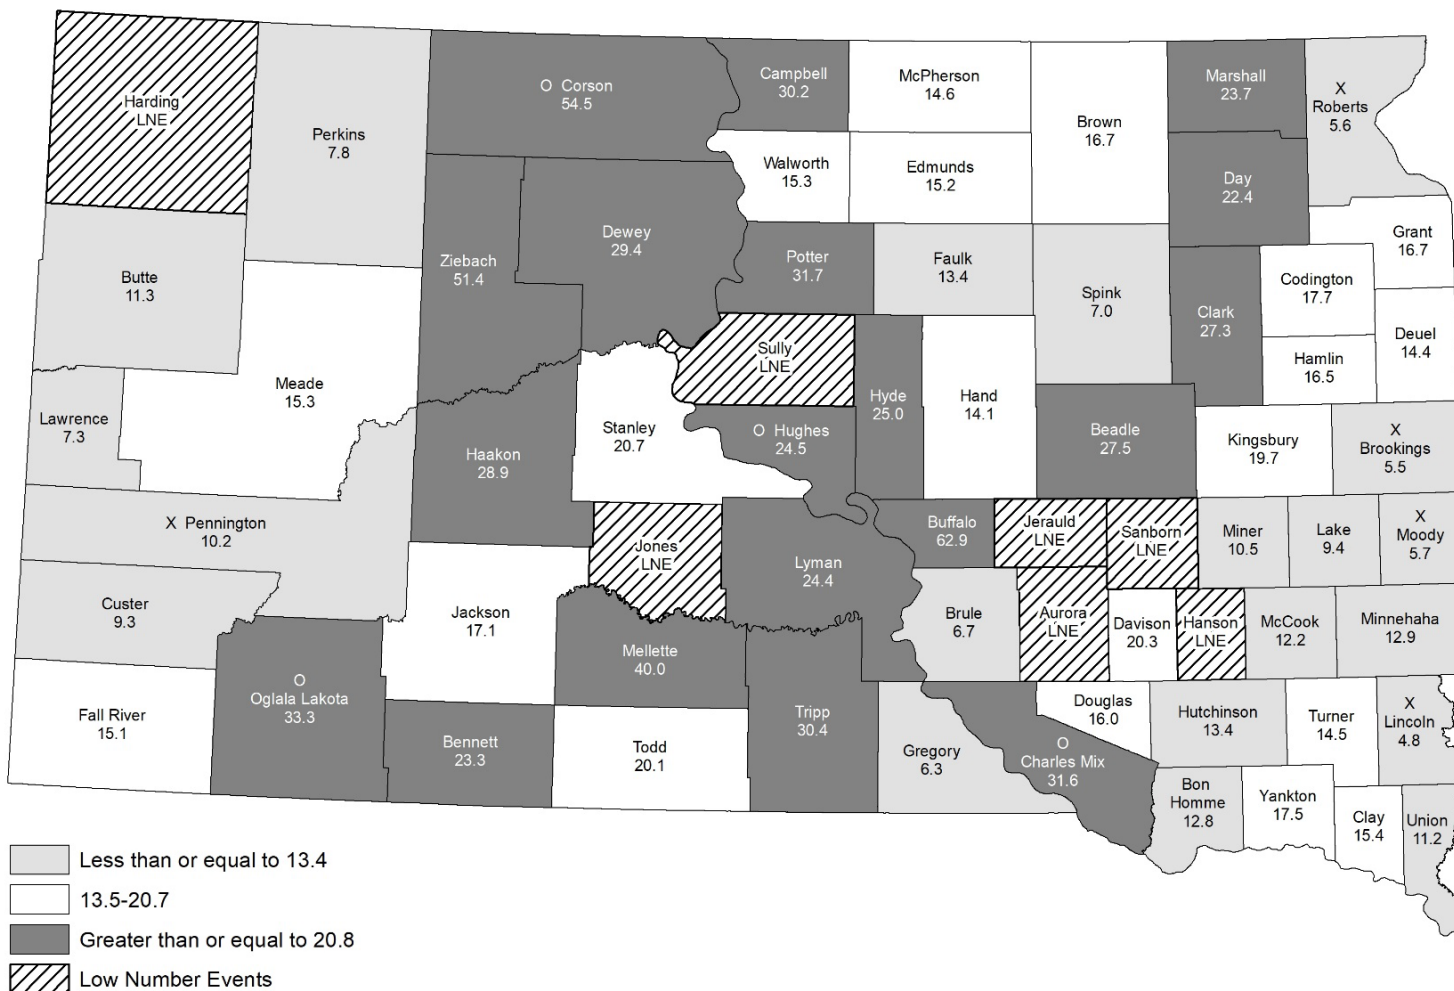 Harding
LNE
Perkins
7.8
O Corson
54.5
Campbell
30.2
McPherson
14.6
Brown
16.7
Marshall
23.7
X
Roberts
5.6
Walworth
15.3
Edmunds
15.2
Day
22.4
Grant
16.7
Butte
11.3
Ziebach
51.4
Dewey
29.4
Potter
31.7
Faulk
13.4
Spink
7.0
Clark
27.3
Codington
17.7
Deuel
14.4
Hamlin
16.5
Meade
15.3
Sully
LNE
Hyde
25.0
Hand
14.1
Lawrence
7.3
Haakon
28.9
Stanley
20.7
O Hughes
24.5
Beadle
27.5
Kingsbury
19.7
X
Brookings
5.5
X Pennington
10.2
Jones
LNE
Lyman
24.4
Buffalo
62.9
Jerauld
LNE
Sanborn
LNE
Miner
10.5
Lake
9.4
X
Moody
5.7
Custer
9.3
Jackson
17.1
Brule
6.7
Aurora
LNE
Davison
20.3
Hanson
LNE
McCook
12.2
Minnehaha
12.9
Mellette
40.0
Fall River
15.1
O
Oglala Lakota
33.3
Bennett
23.3
Todd
20.1
Tripp
30.4
Gregory
6.3
O
Charles Mix
31.6
Douglas
16.0
Hutchinson
13.4
Turner
14.5
X
Lincoln
4.8
Bon
Homme
12.8
Yankton
17.5
Clay
15.4
Union
11.2
Less than or equal to 13.4
13.5-20.7
Greater than or equal to 20.8
Low Number Events